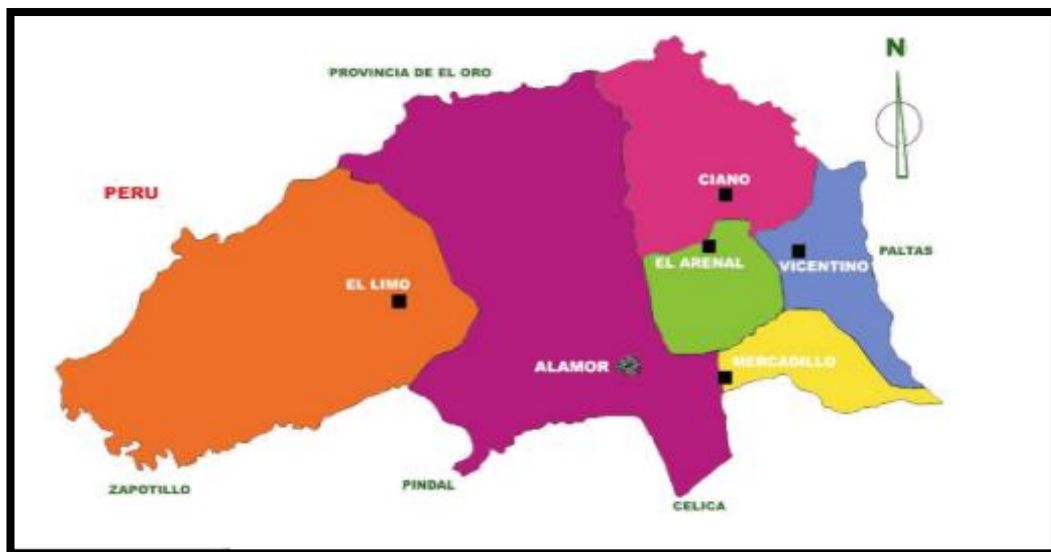 N
PROVINCIA DE EL ORO
PERU
CIANO
PALTAS
EL ARENAL
VICENTINO
EL LIMO
ALAMOR
MERCADILLO
ZAPOTILLO
PINDAL
CELICA